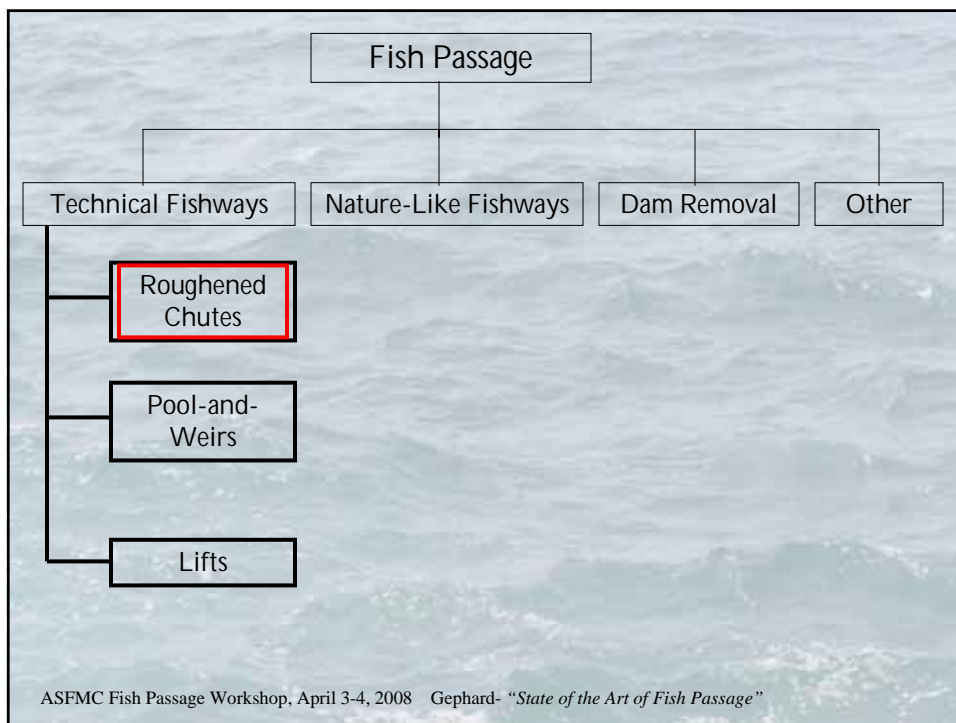 Fish Passage
Technical Fishways
Nature-Like Fishways
Dam Removal
Other
Roughened
Chutes
Pool-and-
Weirs
Lifts
ASFMC Fish Passage Workshop, April 3-4, 2008 Gephard- “State of the Art of Fish Passage”